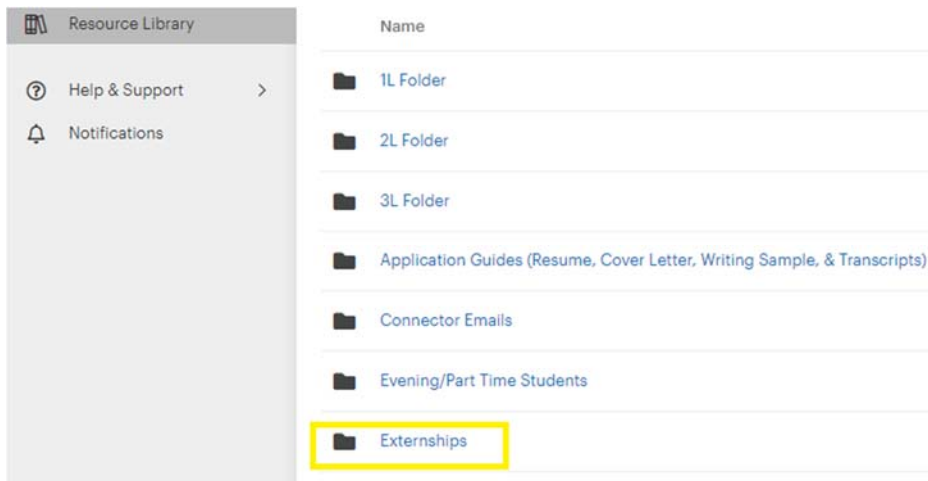 Resource Library
Help & Support
Notifications
Name
1L Folder
2L Folder
3L Folder
Application Guides (Resume, Cover Letter, Writing Sample, & Transcripts)
Connector Emails
Evening/Part Time Students
Externships